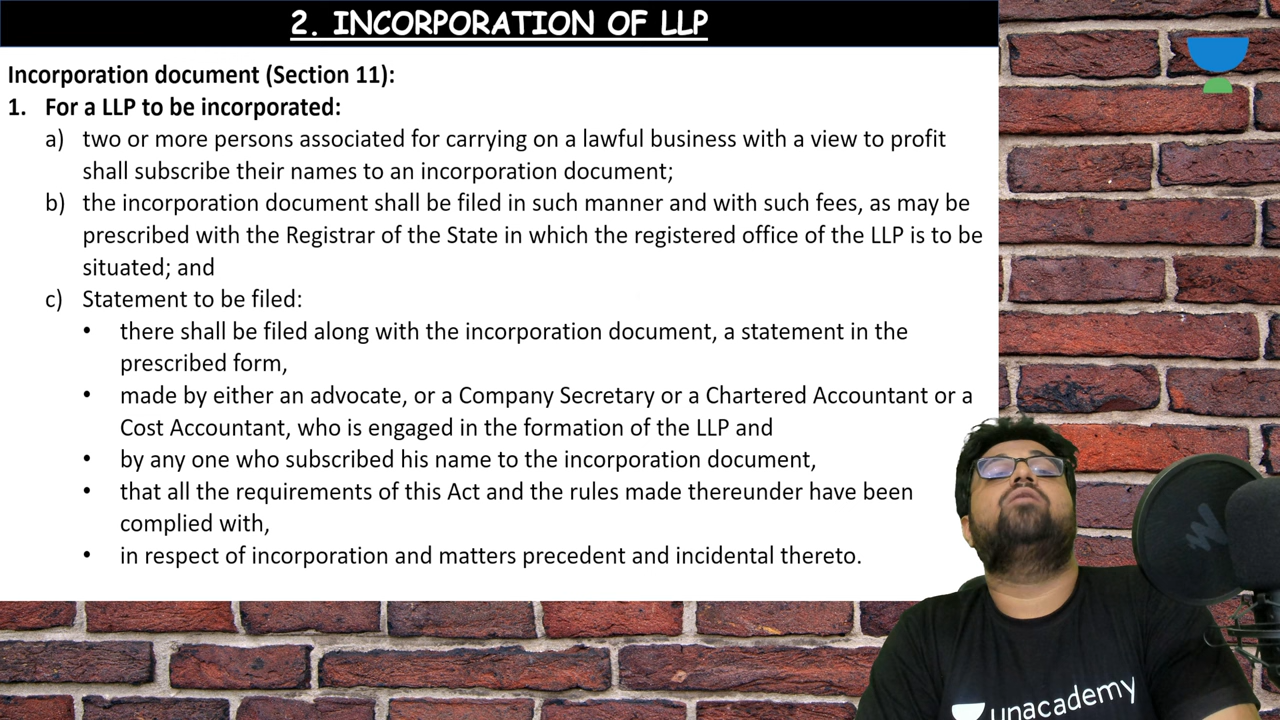 2. INCORPORATION OF LLP
Incorporation document (Section 11):
1. For a LLP to be incorporated:
a) two or more persons associated for carrying on a lawful business with a view to profit
shall subscribe their names to an incorporation document;
b) the incorporation document shall be filed in such manner and with such fees, as may be
prescribed with the Registrar of the State in which the registered office of the LLP is to be
situated; and
c) Statement to be filed:
• there shall be filed along with the incorporation document, a statement in the
prescribed form,
• made by either an advocate, or a Company Secretary or a Chartered Accountant or a
Cost Accountant, who is engaged in the formation of the LLP and
• by any one who subscribed his name to the incorporation document,
• that all the requirements of this Act and the rules made thereunder have been
complied with,
• in respect of incorporation and matters precedent and incidental thereto.
unacademy